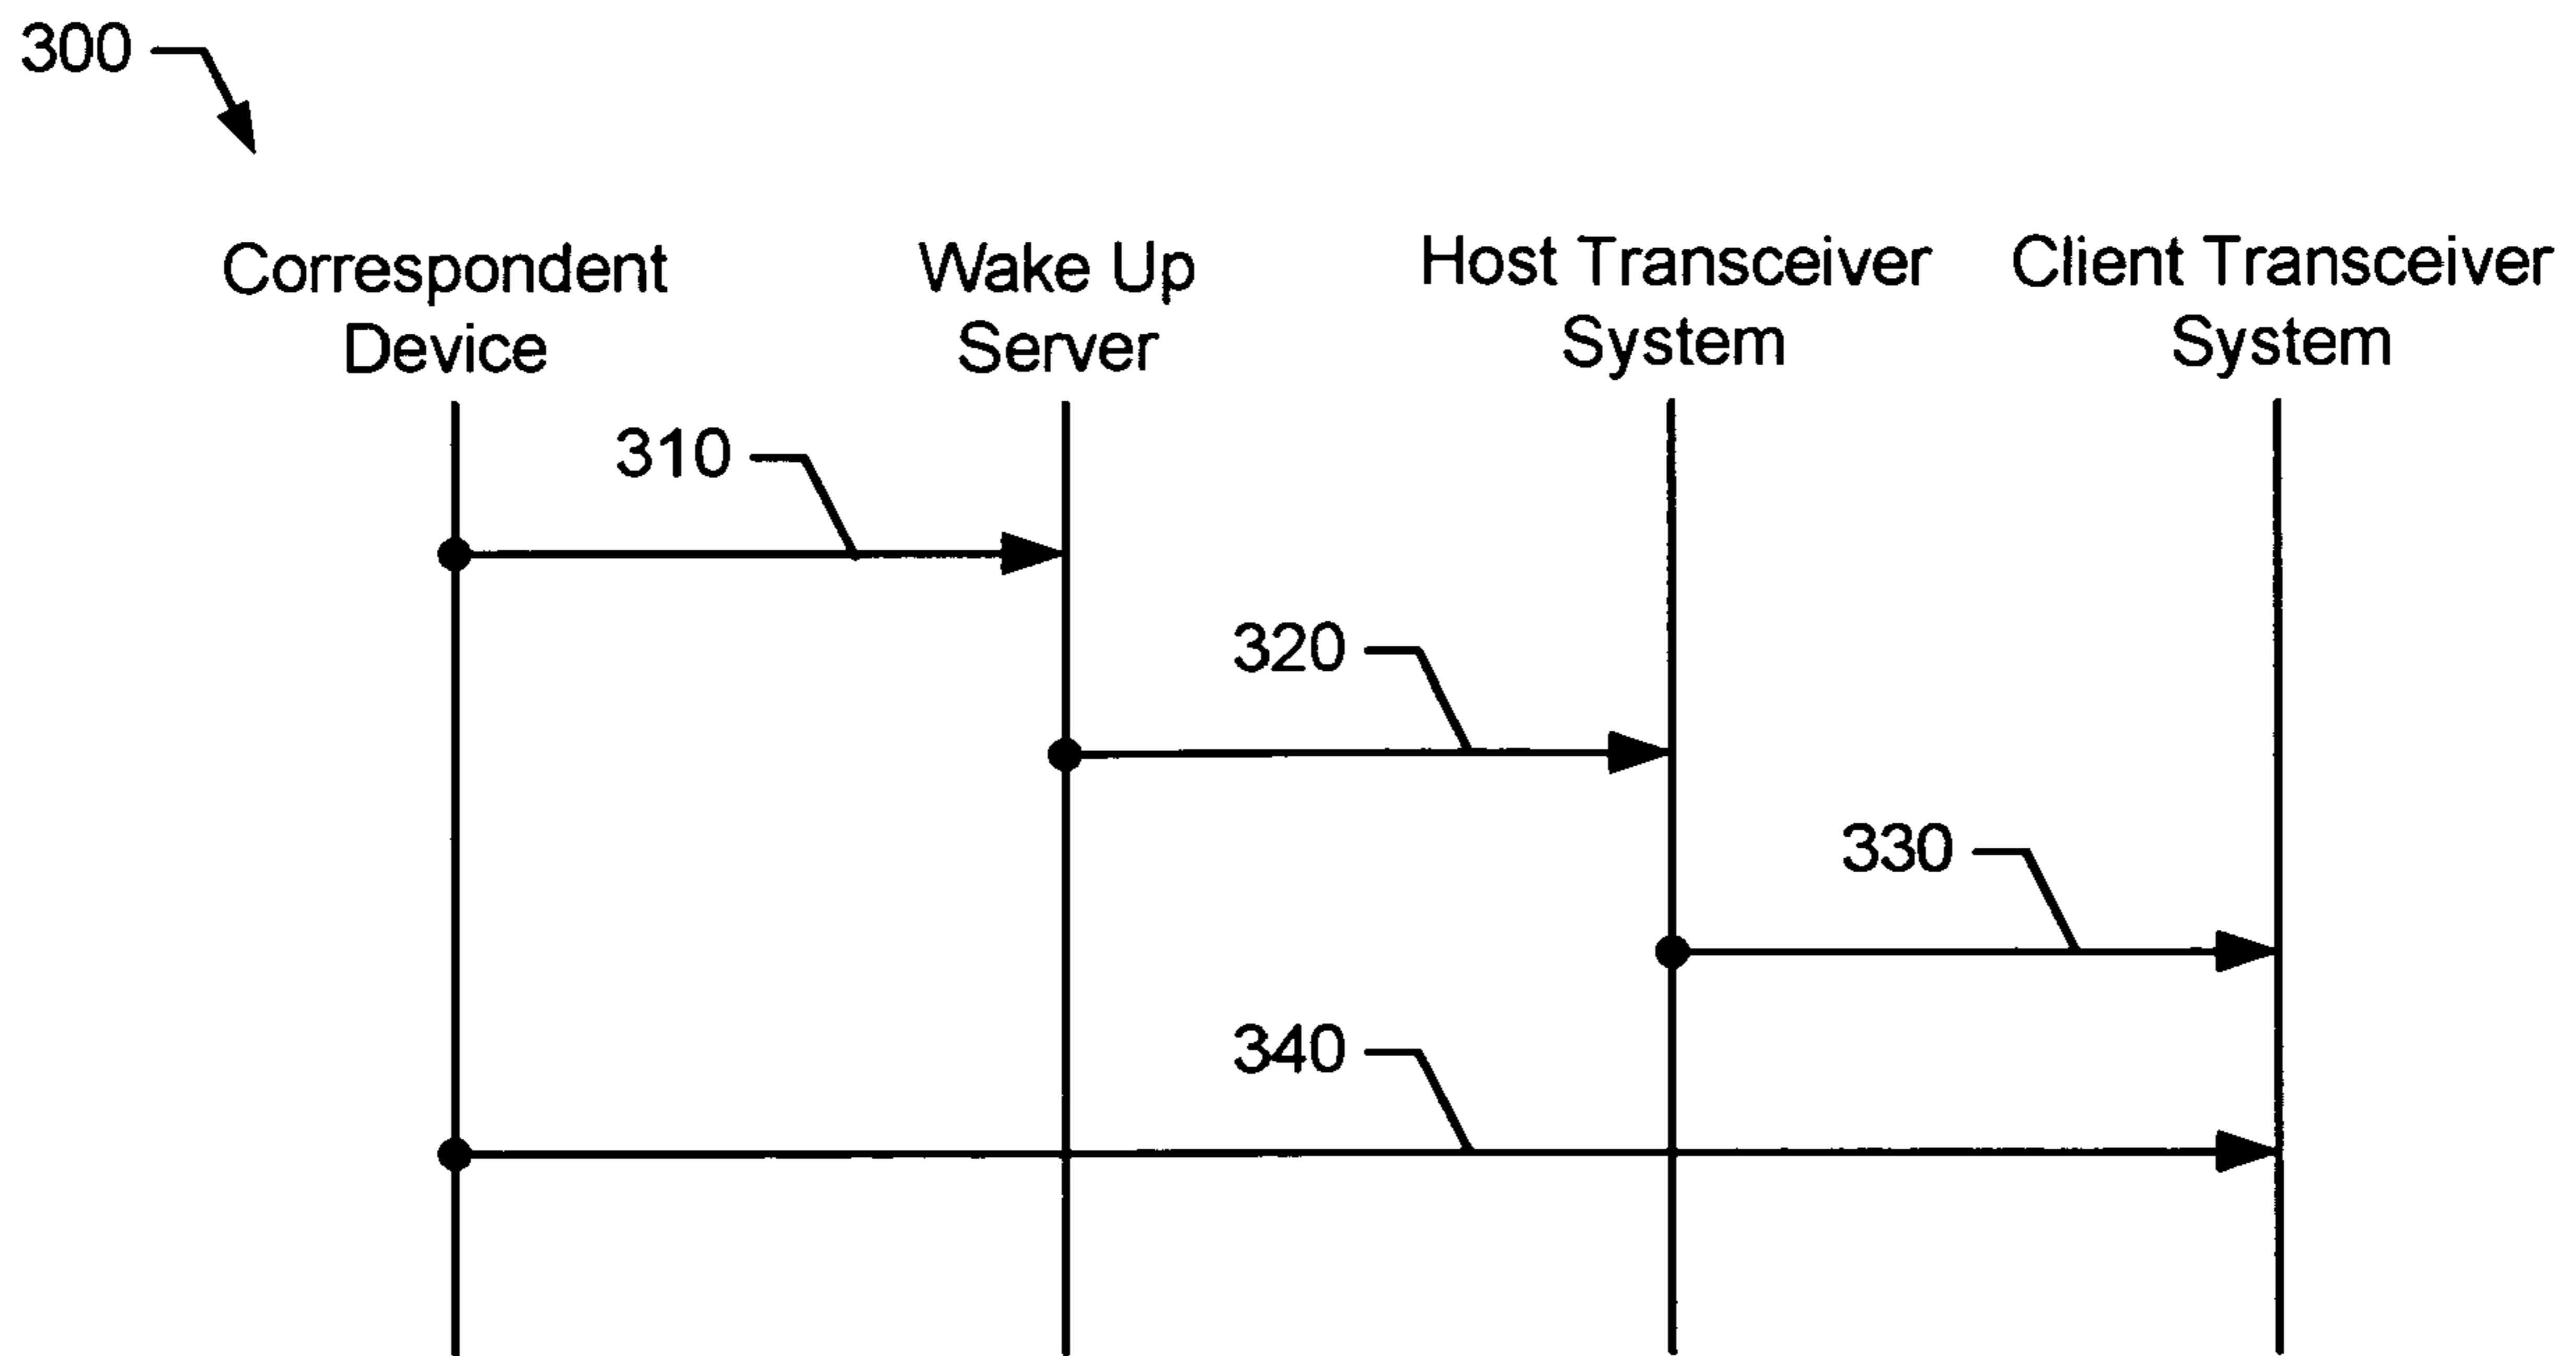 300
Correspondent
Device
Wake Up
Server
Host Transceiver
System
Client Transceiver
System
310
320
330
340